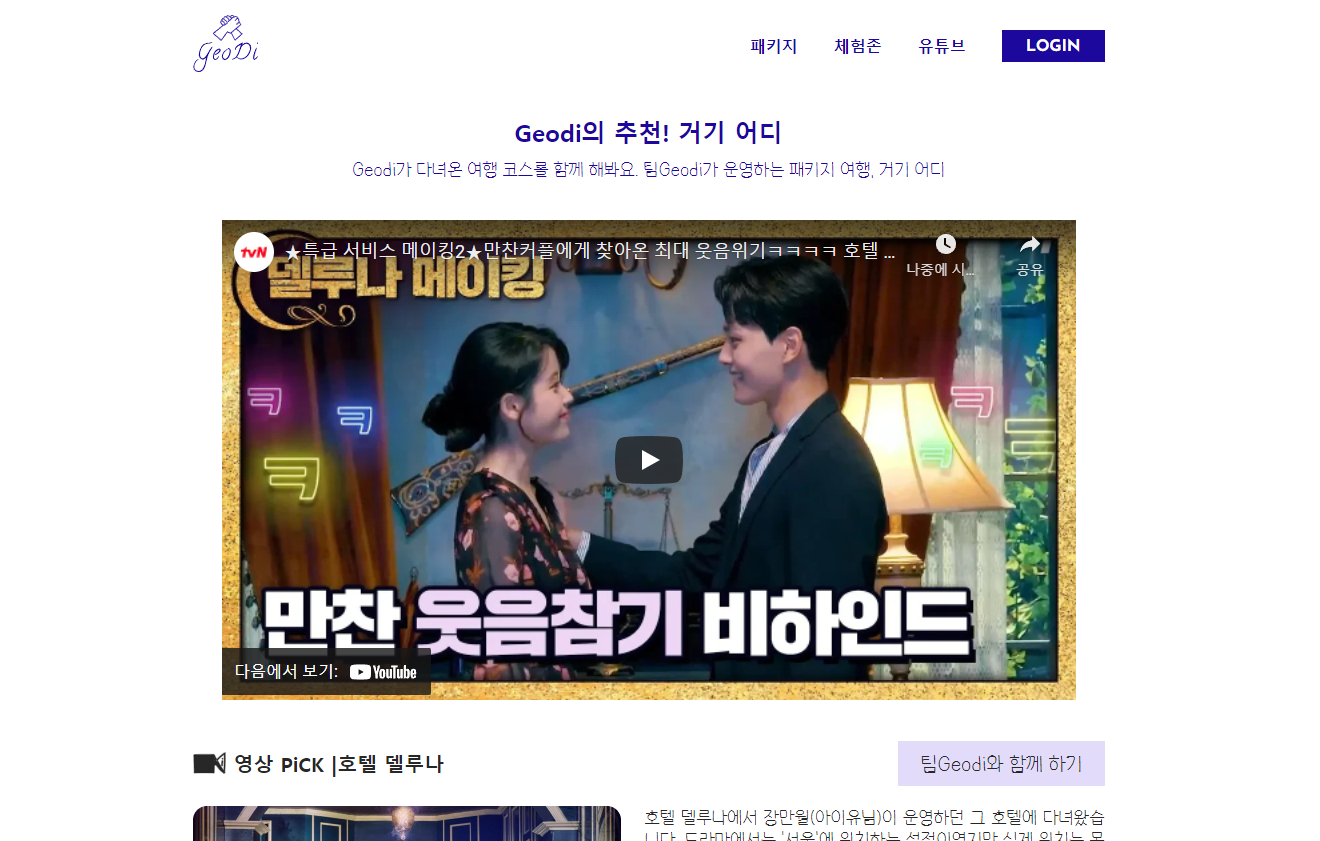 GeoDi
패키지 체험존 유튜브 LOGIN
Geodi의 추천! 거기 어디
Geodi가 다녀온 여행 코스롤 함께 해봐요. 팀Geodi가 운영하는 패키지 여행, 거기 어디
tvN ★특급 서비스 메이킹2★만찬커플에게 찾아온 최대 웃음위기ㅋㅋㅋㅋ 호텔 ...
나중에 시... 공유
델루나 메이킹
ㅋ ㅋ ㅋ
ㅋ ㅋ ㅋ
만찬 웃음참기 비하인드
다음에서 보기: YouTube
영상 PiCK |호텔 델루나
팀Geodi와 함께 하기
호텔 델루나에서 장만월(아이유님)이 운영하던 그 호텔에 다녀왔습
니다. 드라마에서는 '서울'에 위치하는 설정이였지만 실제 위치는 목